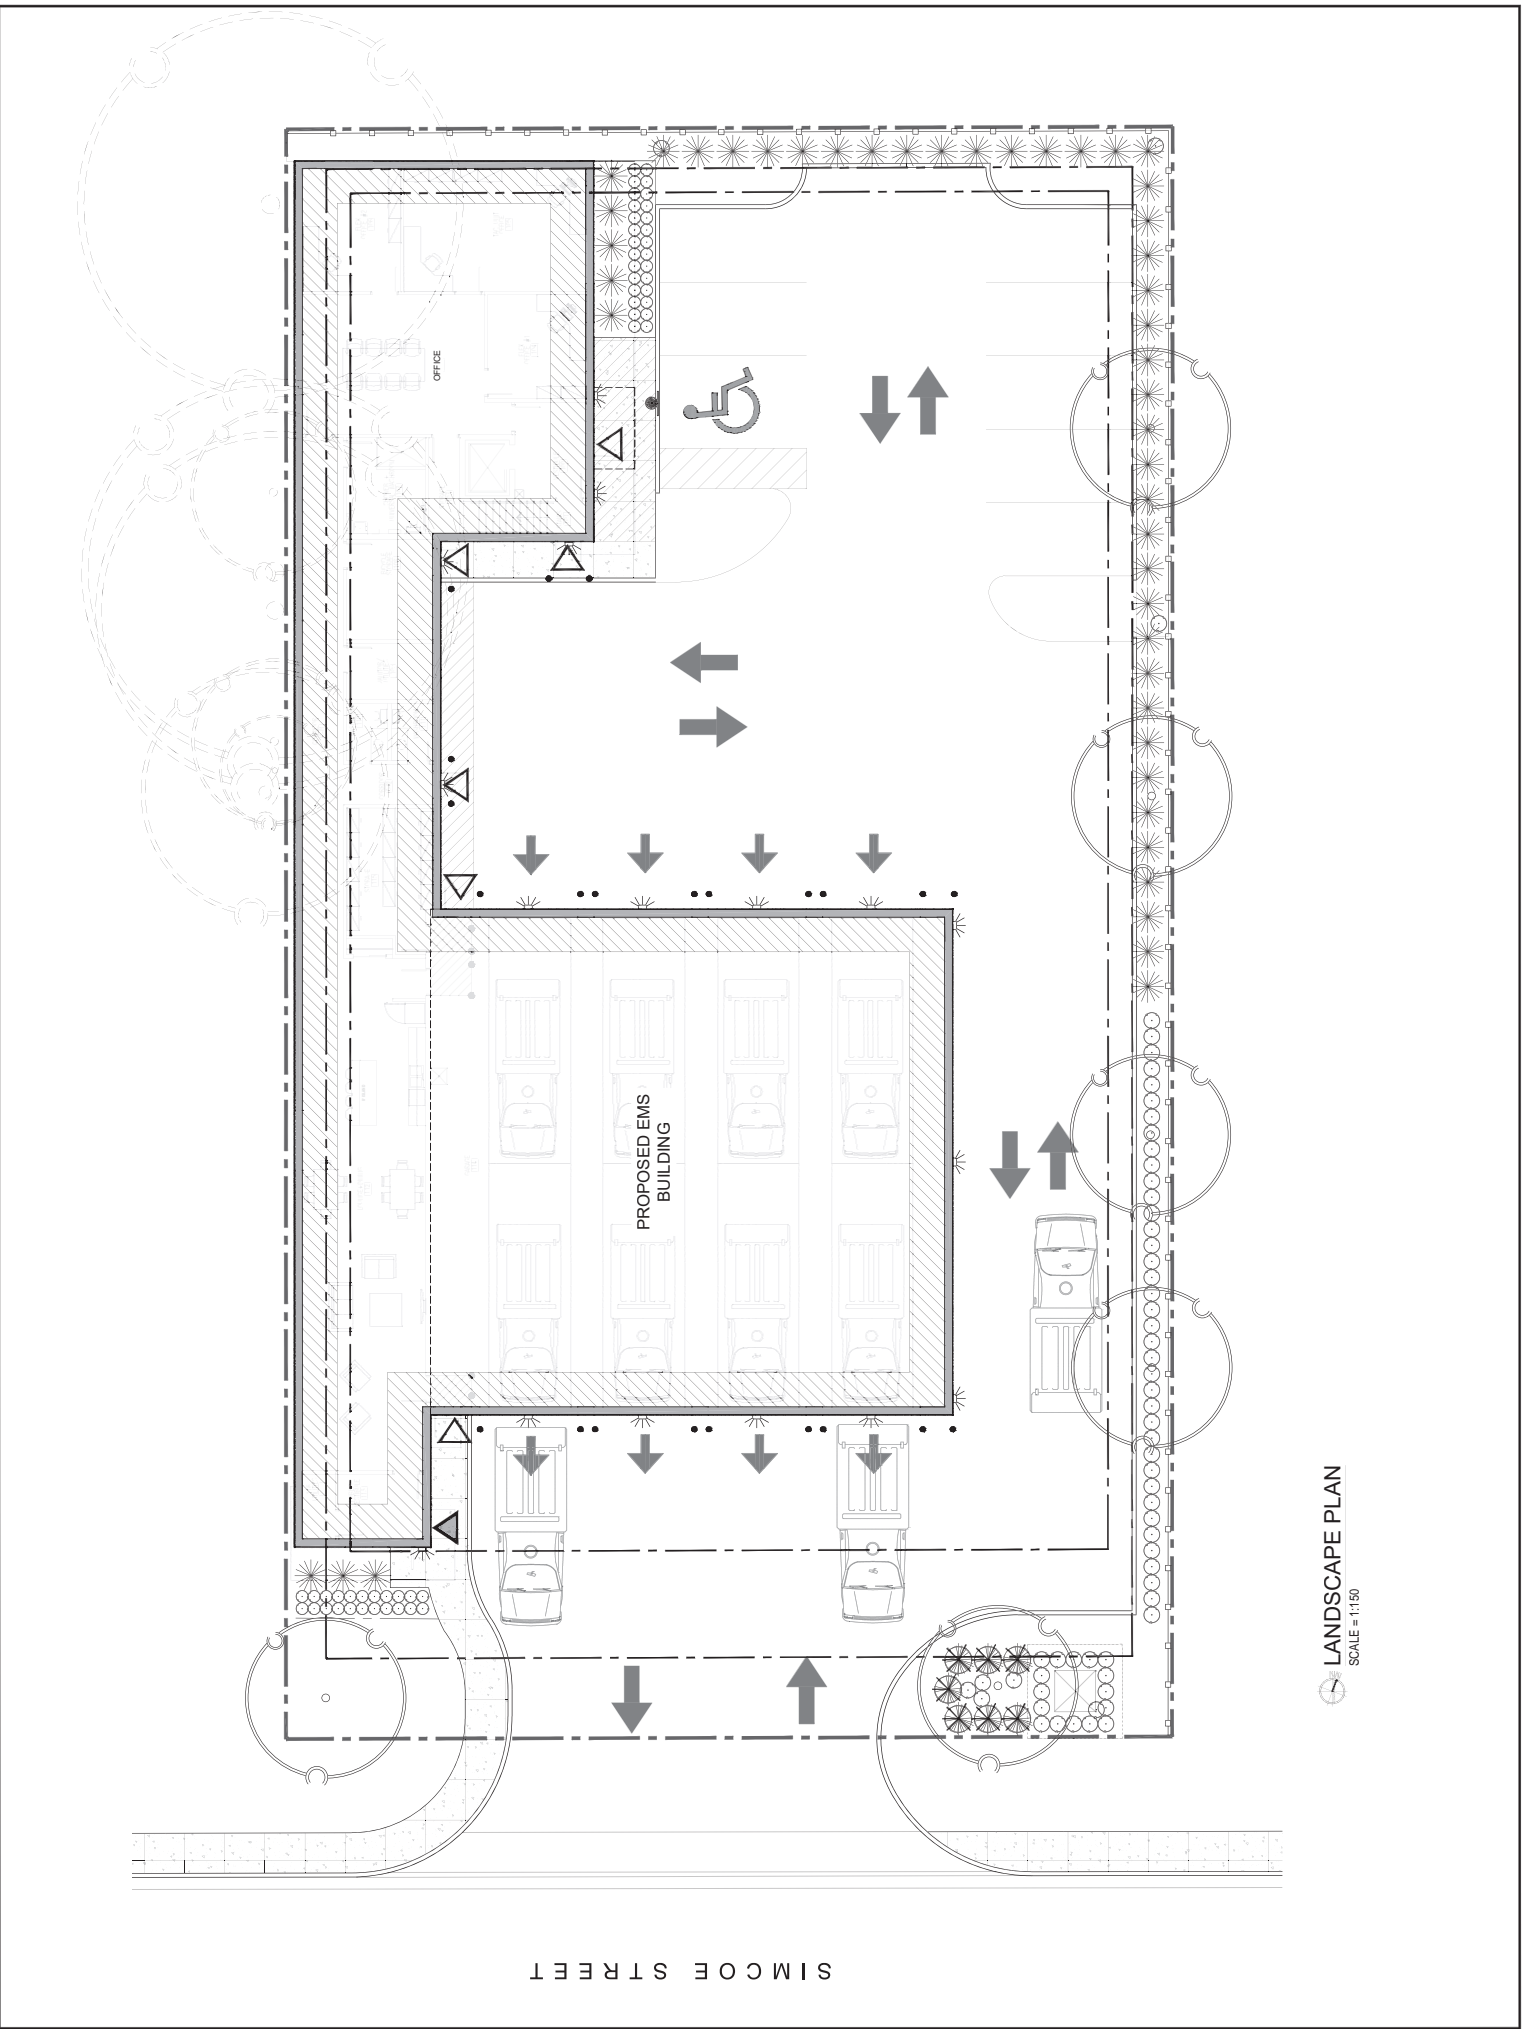 OFFICE
PROPOSED EMS
BUILDING
LANDSCAPE PLAN
SCALE = 1:150
SIMCOE STREET